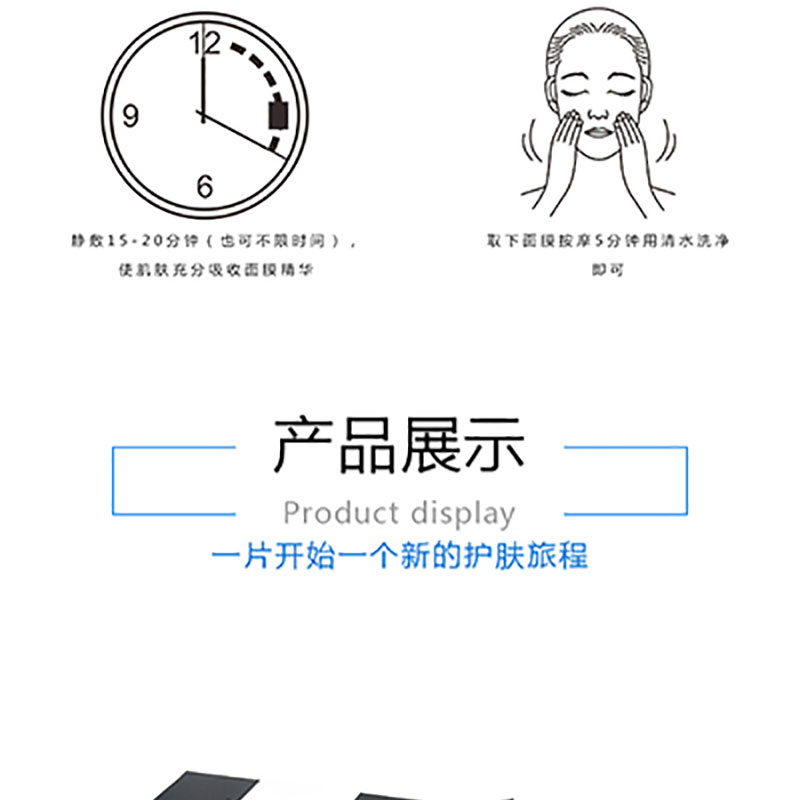 12
9
6
静敷15-20分钟（也可不限时间），
使肌肤充分吸收面膜精华
取下面膜按摩5分钟用清水洗净
即可
产品展示
Product display
一片开始一个新的护肤旅程